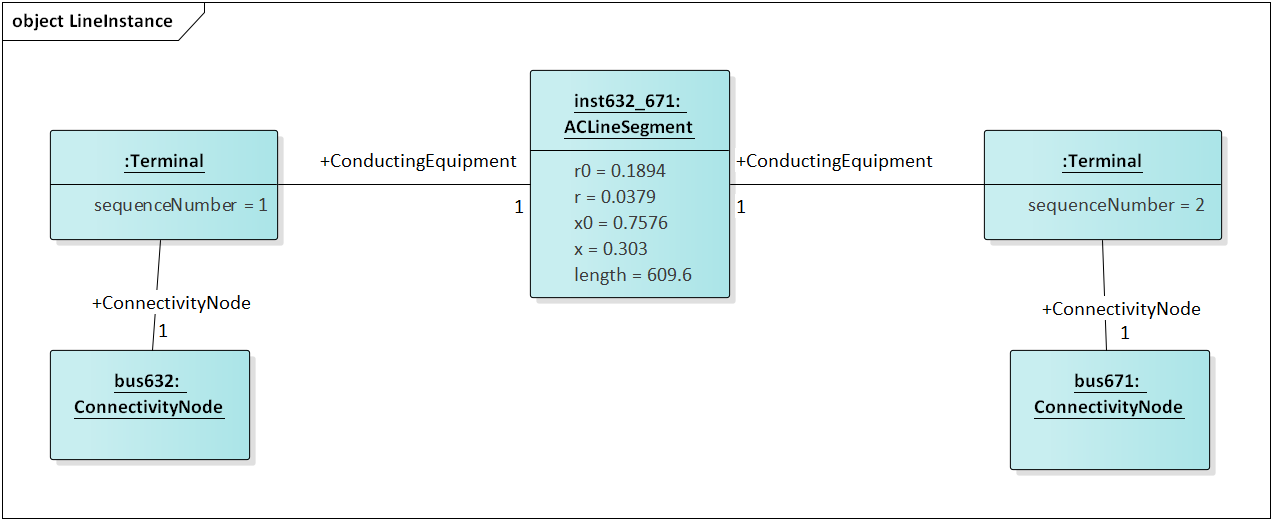 object LineInstance
inst632_671:
ACLineSegment
r0 = 0.1894
r = 0.0379
x0 = 0.7576
x = 0.303
length = 609.6
:Terminal
sequenceNumber = 1
+ConductingEquipment
1
+ConductingEquipment
1
:Terminal
sequenceNumber = 2
+ConnectivityNode
1
+ConnectivityNode
1
bus632:
ConnectivityNode
bus671:
ConnectivityNode